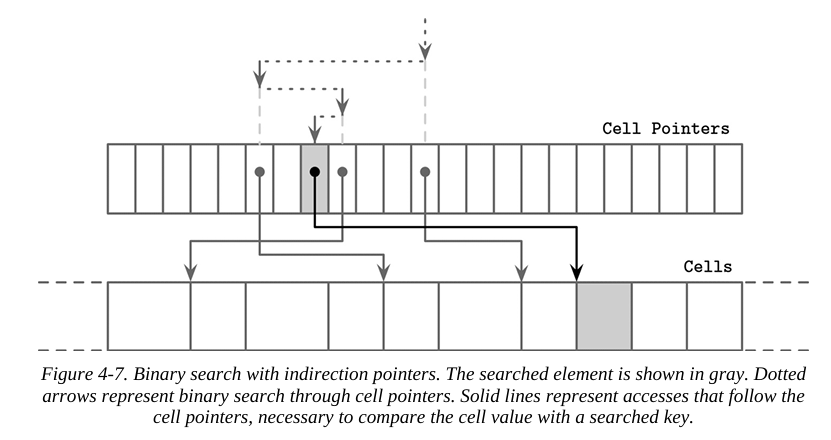 Cell Pointers
Cells
Figure 4-7. Binary search with indirection pointers. The searched element is shown in gray. Dotted
arrows represent binary search through cell pointers. Solid lines represent accesses that follow the
cell pointers, necessary to compare the cell value with a searched key.